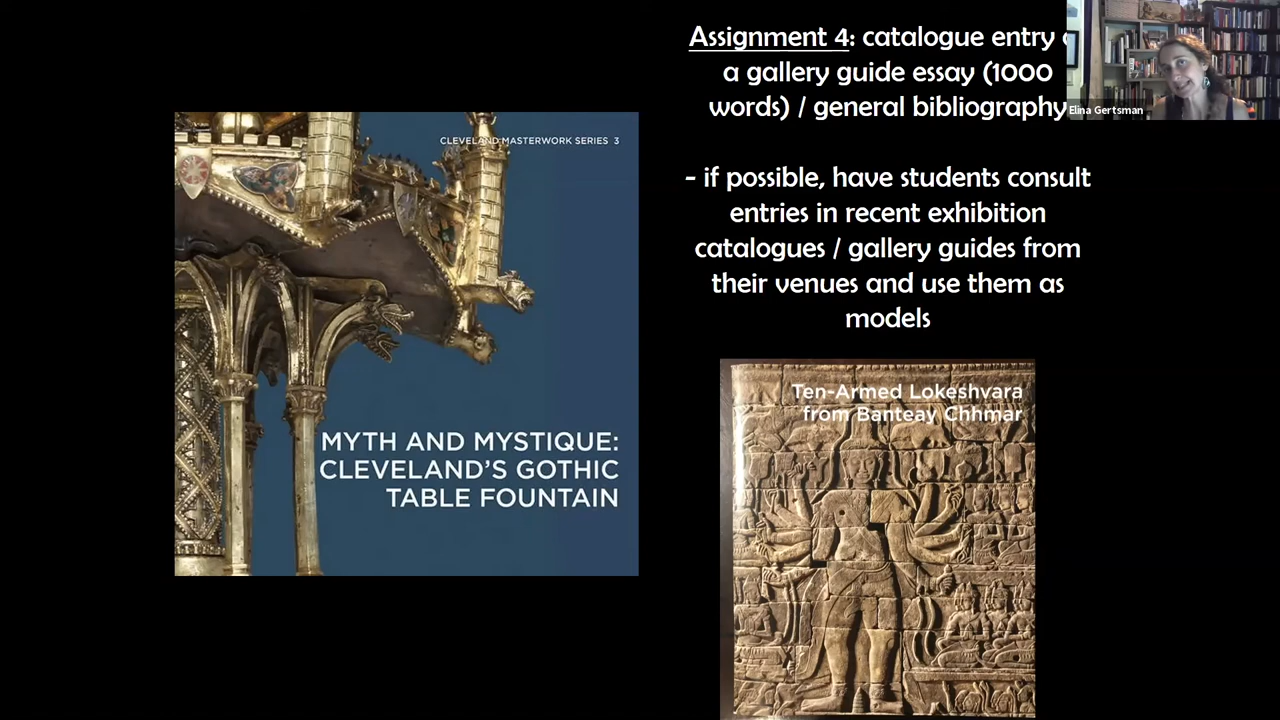 Assignment 4: catalogue entry
a gallery guide essay (1000
words) / general bibliography
Elina Gertsman
- if possible, have students consult
entries in recent exhibition
catalogues / gallery guides from
their venues and use them as
models
CLEVELAND MASTERWORK SERIES 3
MYTH AND MYSTIQUE:
CLEVELAND'S GOTHIC
TABLE FOUNTAIN
Ten-Armed Lokeshvara
from Banteay Chhmar